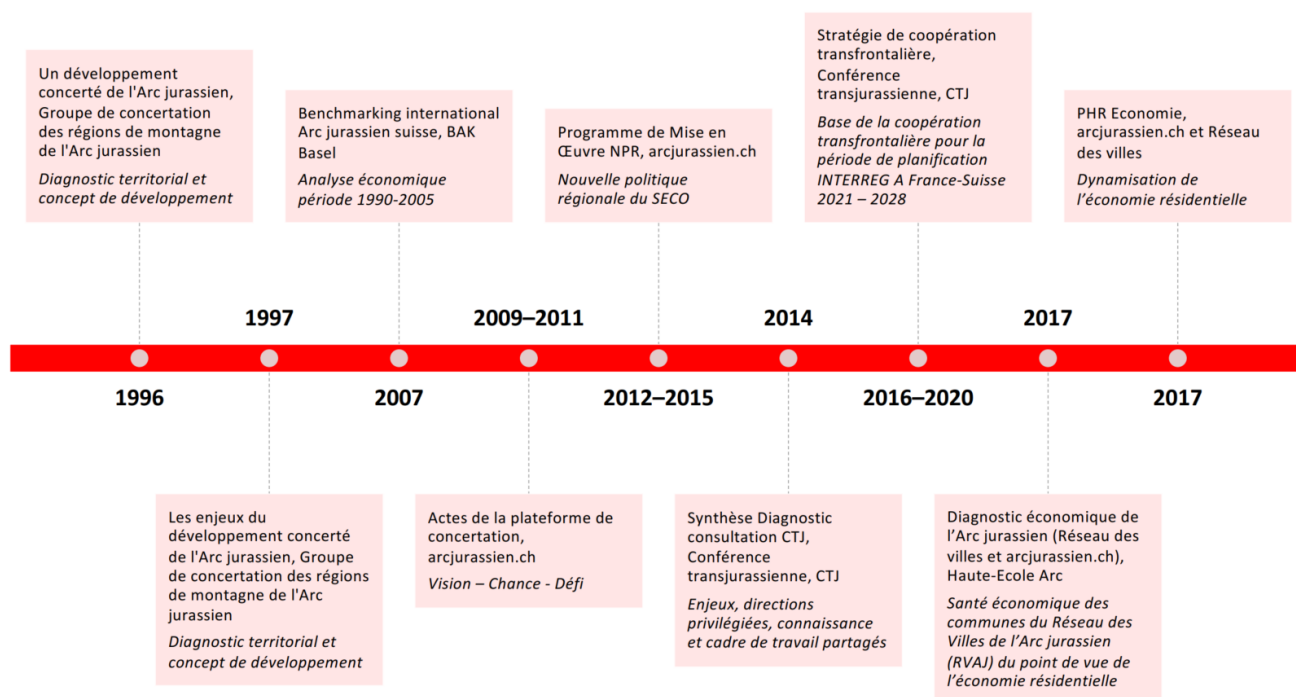 Un développement
concerté de l'Arc jurassien,
Groupe de concertation
des régions de montagne
de l'Arc jurassien
Diagnostic territorial et
concept de développement
Benchmarking international
Arc jurassien suisse, BAK
Basel
Analyse économique
période 1990-2005
Programme de Mise en
Œuvre NPR, arcjurassien.ch
Nouvelle politique
régionale du SECO
Stratégie de coopération
transfrontalière,
Conférence
transjurassienne, CTJ
Base de la coopération
transfrontalière pour la
période de planification
INTERREG A France-Suisse
2021 – 2028
PHR Economie,
arcjurassien.ch et Réseau
des villes
Dynamisation de
l’économie résidentielle
1997
2009–2011
2014
2017
1996
2007
2012–2015
2016–2020
2017
Les enjeux du
développement concerté
de l'Arc jurassien, Groupe
de concertation des régions
de montagne de l'Arc
jurassien
Diagnostic territorial et
concept de développement
Actes de la plateforme de
concertation,
arcjurassien.ch
Vision – Chance - Défi
Synthèse Diagnostic
consultation CTJ,
Conférence
transjurassienne, CTJ
Enjeux, directions
privilégiées, connaissance
et cadre de travail partagés
Diagnostic économique de
l’Arc jurassien (Réseau des
villes et arcjurassien.ch),
Haute-Ecole Arc
Santé économique des
communes du Réseau des
Villes de l’Arc jurassien
(RVAJ) du point de vue de
l’économie résidentielle